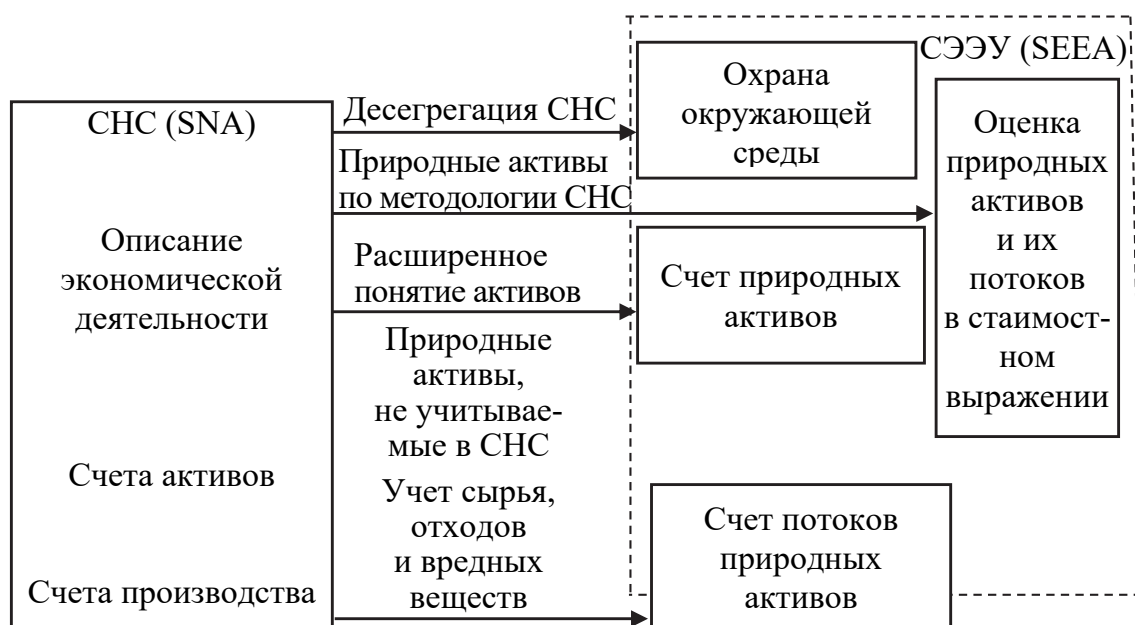 СНС (SNA)
Описание
экономической
деятельности
Счета активов
Счета производства
Десегрегация СНС
Природные активы
по методологии СНС
Расширенное
понятие активов
Природные
активы,
не учитывае-
мые в СНС
Учет сырья,
отходов
и вредных
веществ
СЭЭУ (SEEA)
Охрана
окружающей
среды
Счет природных
активов
Счет потоков
природных
активов
Оценка
природных
активов
и их
потоков
в стаимост-
ном
выражении